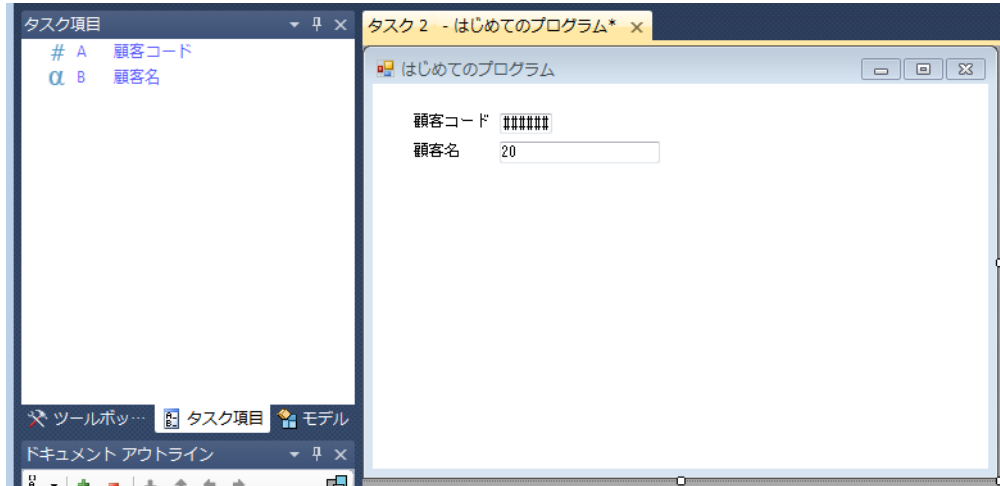 タスク項目
# A 顧客コード
α B 顧客名
ツールボッ…
タスク項目
モデル
ドキュメント アウトライン
タスク 2 - はじめてのプログラム*
はじめてのプログラム
顧客コード ######
顧客名 20